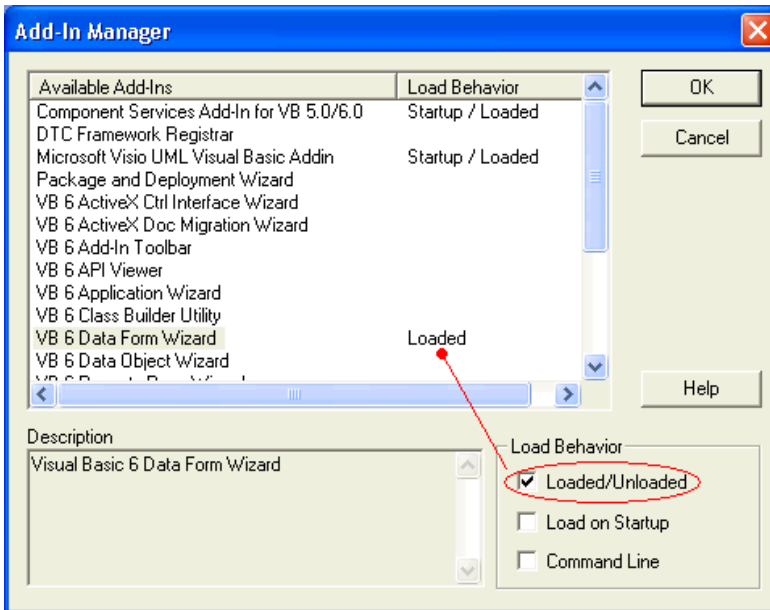 Add-In Manager
Available Add-Ins Load Behavior
Component Services Add-In for VB 5.0/6.0 Startup / Loaded
DTC Framework Registrar
Microsoft Visio UML Visual Basic Addin Startup / Loaded
Package and Deployment Wizard
VB 6 ActiveX Ctrl Interface Wizard
VB 6 ActiveX Doc Migration Wizard
VB 6 Add-In Toolbar
VB 6 API Viewer
VB 6 Application Wizard
VB 6 Class Builder Utility
VB 6 Data Form Wizard Loaded
VB 6 Data Object Wizard
OK
Cancel
Help
Description
Visual Basic 6 Data Form Wizard
Load Behavior
Loaded/Unloaded
Load on Startup
Command Line